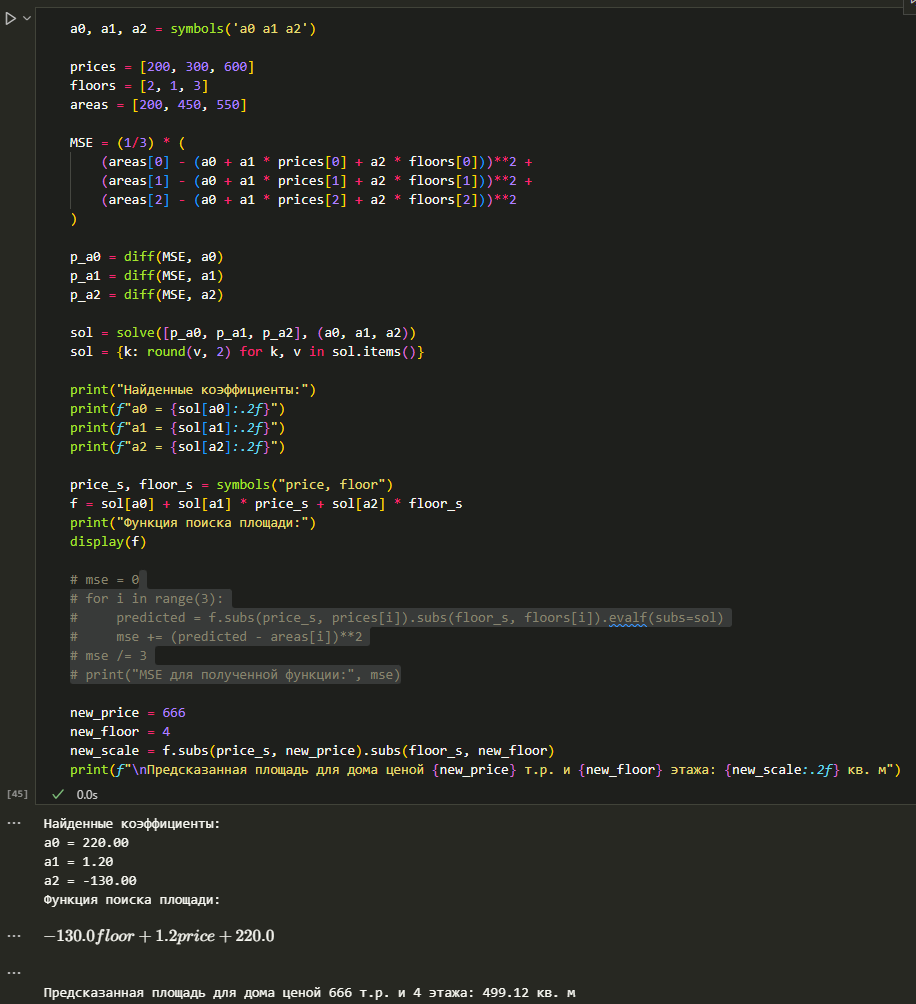 a0, a1, a2 = symbols('a0 a1 a2')
prices = [200, 300, 600]
floors = [2, 1, 3]
areas = [200, 450, 550]
MSE = (1/3) * (
    (areas[0] - (a0 + a1 * prices[0] + a2 * floors[0]))**2 +
    (areas[1] - (a0 + a1 * prices[1] + a2 * floors[1]))**2 +
    (areas[2] - (a0 + a1 * prices[2] + a2 * floors[2]))**2
)
p_a0 = diff(MSE, a0)
p_a1 = diff(MSE, a1)
p_a2 = diff(MSE, a2)
sol = solve([p_a0, p_a1, p_a2], (a0, a1, a2))
sol = {k: round(v, 2) for k, v in sol.items()}
print("Найденные коэффициенты:")
print(f"a0 = {sol[a0]:.2f}")
print(f"a1 = {sol[a1]:.2f}")
print(f"a2 = {sol[a2]:.2f}")
price_s, floor_s = symbols("price, floor")
f = sol[a0] + sol[a1] * price_s + sol[a2] * floor_s
print("Функция поиска площади:")
display(f)
# mse = 0
# for i in range(3):
#     predicted = f.subs(price_s, prices[i]).subs(floor_s, floors[i]).evalf(subs=sol)
#     mse += (predicted - areas[i])**2
# mse /= 3
# print("MSE для полученной функции:", mse)
new_price = 666
new_floor = 4
new_scale = f.subs(price_s, new_price).subs(floor_s, new_floor)
print(f"\nПредсказанная площадь для дома ценой {new_price} т.р. и {new_floor} этажа: {new_scale:.2f} кв. м")
[45] 0.0s
... Найденные коэффициенты:
a0 = 220.00
a1 = 1.20
a2 = -130.00
Функция поиска площади:
... −130.0floor + 1.2price + 220.0
...
Предсказанная площадь для дома ценой 666 т.р. и 4 этажа: 499.12 кв. м